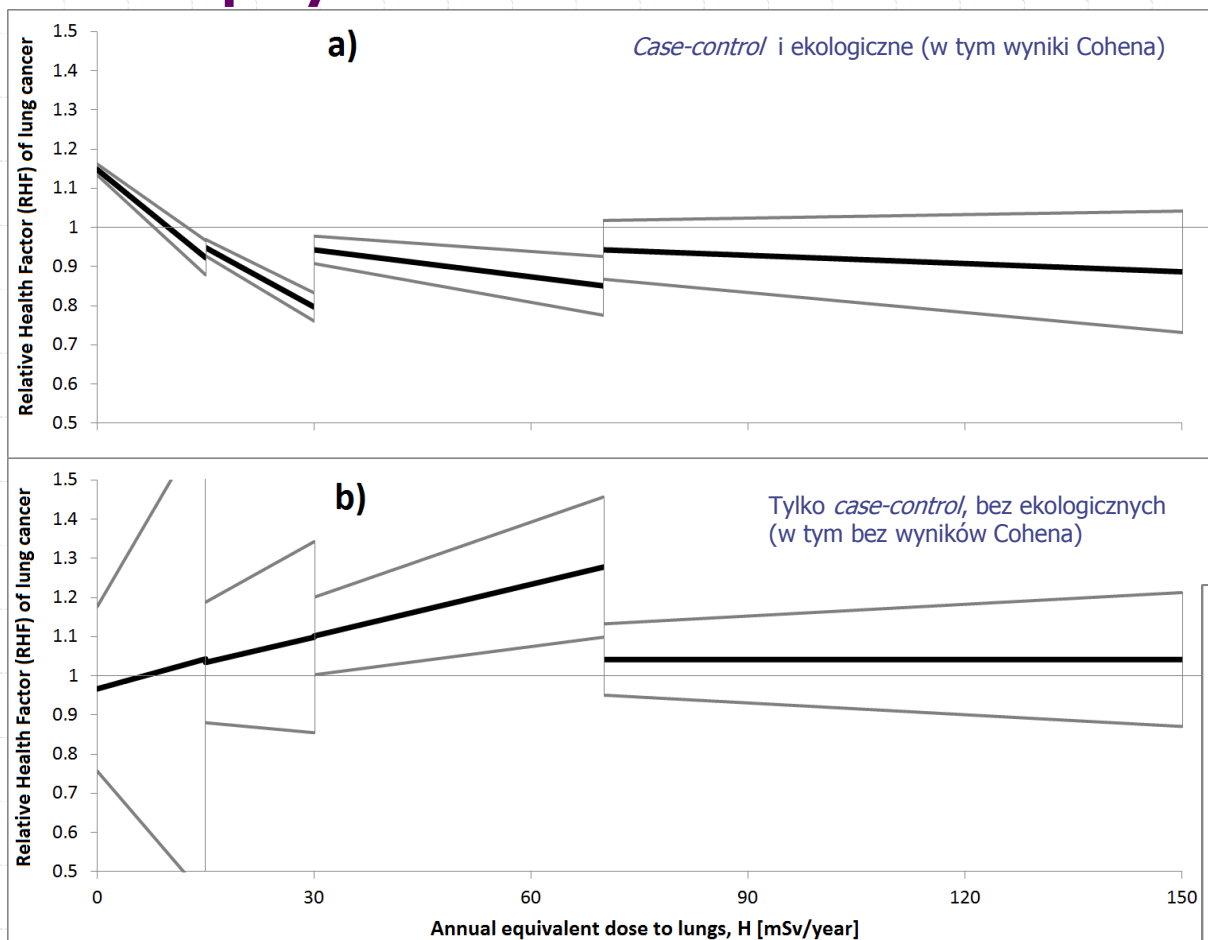 a)
Case-control i ekologiczne (w tym wyniki Cohena)
Relative Health Factor (RHF) of lung cancer
1.5
1.4
1.3
1.2
1.1
1
0.9
0.8
0.7
0.6
0.5
b)
Tylko case-control, bez ekologicznych
(w tym bez wyników Cohena)
Relative Health Factor (RHF) of lung cancer
1.5
1.4
1.3
1.2
1.1
1
0.9
0.8
0.7
0.6
0.5
0 30 60 90 120 150
Annual equivalent dose to lungs, H [mSv/year]